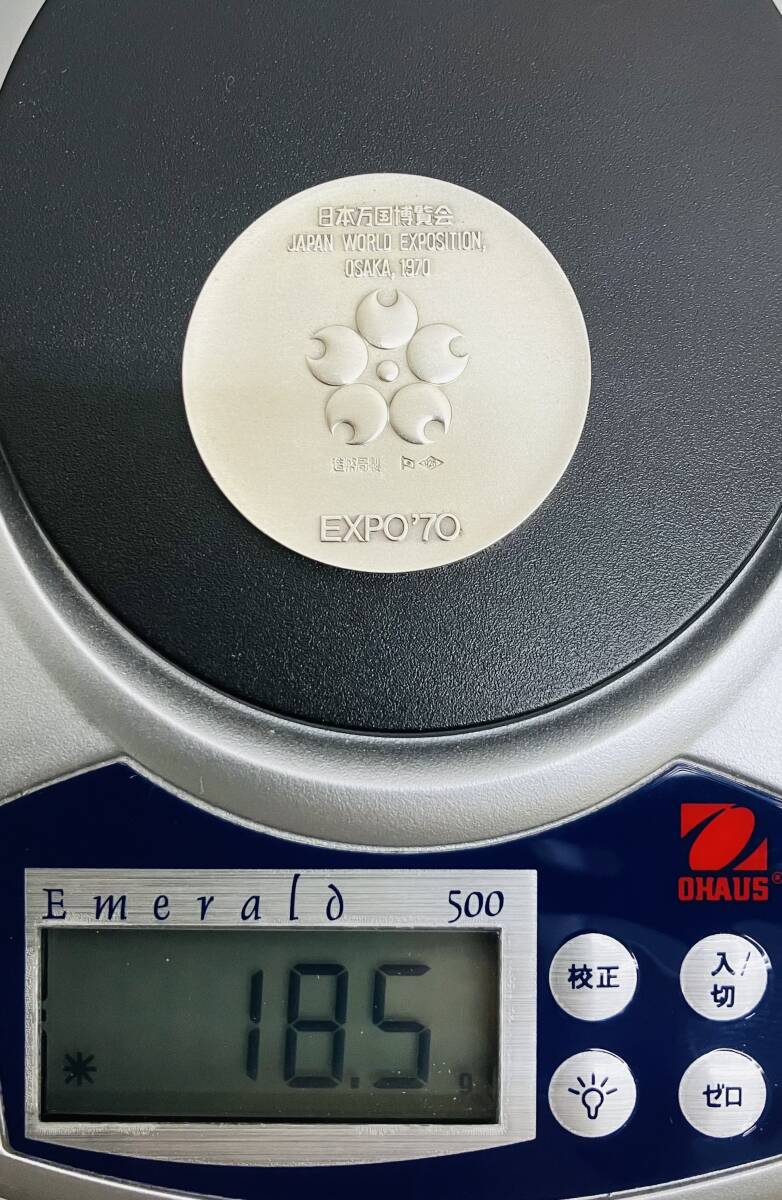 日本万国博覧会
JAPAN WORLD EXPOSITION,
OSAKA, 1970
造幣局製
EXPO'70
OHAUS®
Emerald 500
18.5 g
校正
入/切
ゼロ